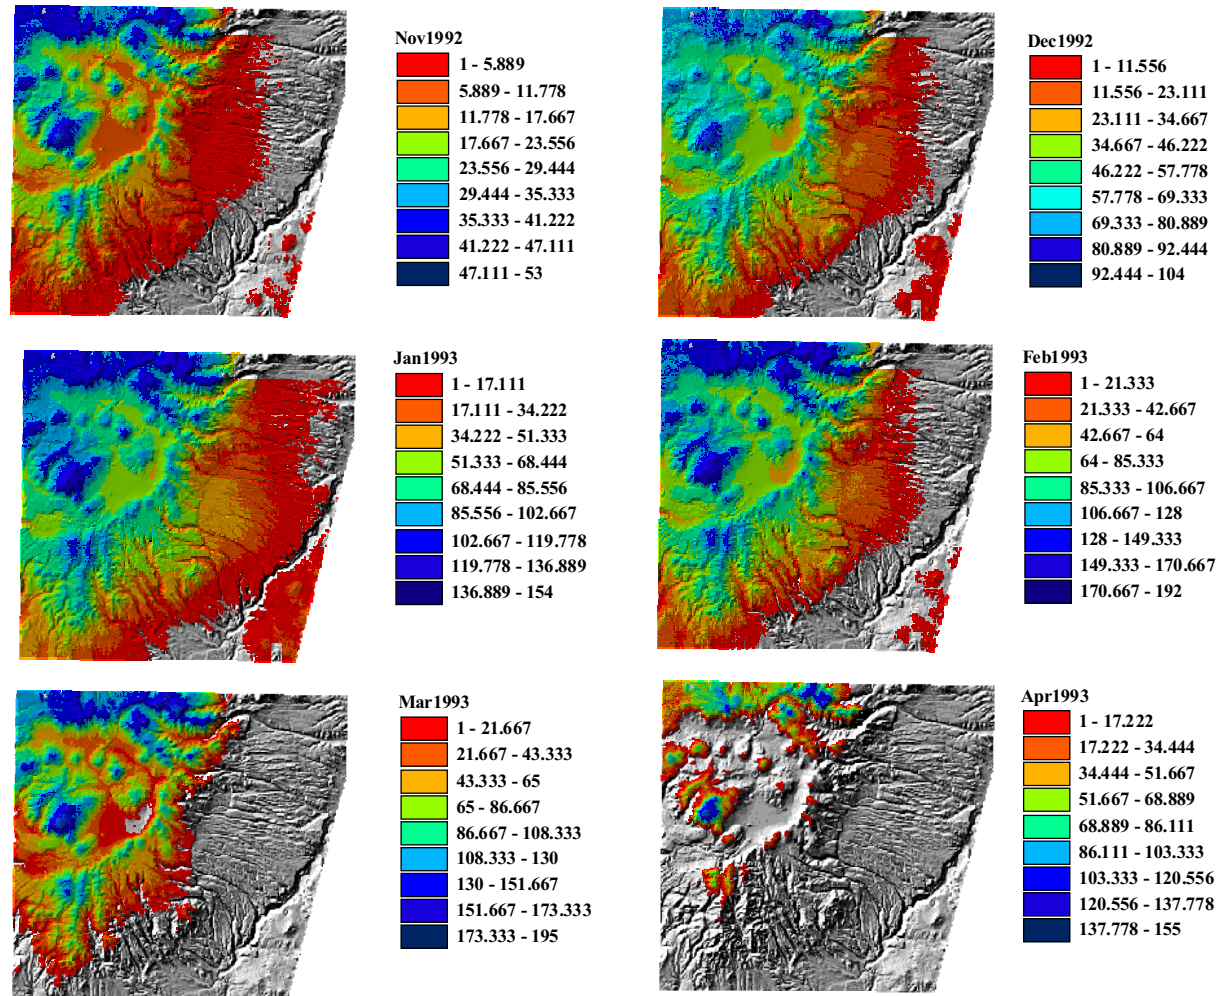 Nov1992
1 - 5.889
5.889 - 11.778
11.778 - 17.667
17.667 - 23.556
23.556 - 29.444
29.444 - 35.333
35.333 - 41.222
41.222 - 47.111
47.111 - 53
Dec1992
1 - 11.556
11.556 - 23.111
23.111 - 34.667
34.667 - 46.222
46.222 - 57.778
57.778 - 69.333
69.333 - 80.889
80.889 - 92.444
92.444 - 104
Jan1993
1 - 17.111
17.111 - 34.222
34.222 - 51.333
51.333 - 68.444
68.444 - 85.556
85.556 - 102.667
102.667 - 119.778
119.778 - 136.889
136.889 - 154
Feb1993
1 - 21.333
21.333 - 42.667
42.667 - 64
64 - 85.333
85.333 - 106.667
106.667 - 128
128 - 149.333
149.333 - 170.667
170.667 - 192
Mar1993
1 - 21.667
21.667 - 43.333
43.333 - 65
65 - 86.667
86.667 - 108.333
108.333 - 130
130 - 151.667
151.667 - 173.333
173.333 - 195
Apr1993
1 - 17.222
17.222 - 34.444
34.444 - 51.667
51.667 - 68.889
68.889 - 86.111
86.111 - 103.333
103.333 - 120.556
120.556 - 137.778
137.778 - 155